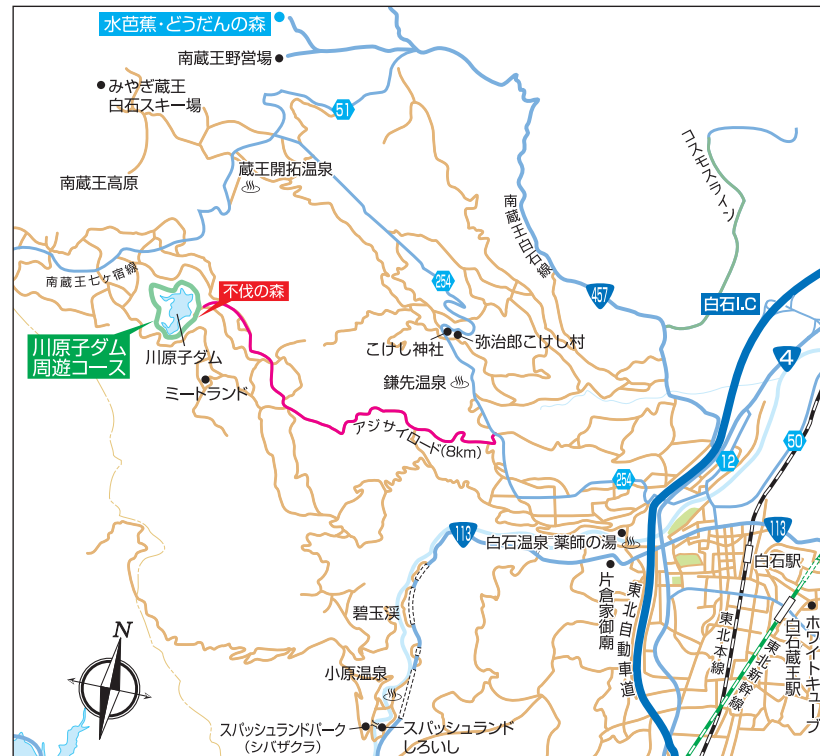 水芭蕉・どうだんの森
南蔵王野営場
みやぎ蔵王
白石スキー場
51
南蔵王高原
蔵王開拓温泉
コスモスライン
南蔵王白石線
南蔵王七ヶ宿線
254
457
不伐の森
白石I.C
川原子ダム
周遊コース
川原子ダム
こけし神社
弥治郎こけし村
4
ミートランド
鎌先温泉
アジサイロード(8km)
50
12
254
113
白石温泉 薬師の湯
113
白石駅
片倉家御廟
碧玉渓
東北自動車道
東北本線
東北新幹線
白石蔵王駅
ホワイトキューブ
N
小原温泉
スパッシュランドパーク
(シバザクラ)
スパッシュランド
しろいし